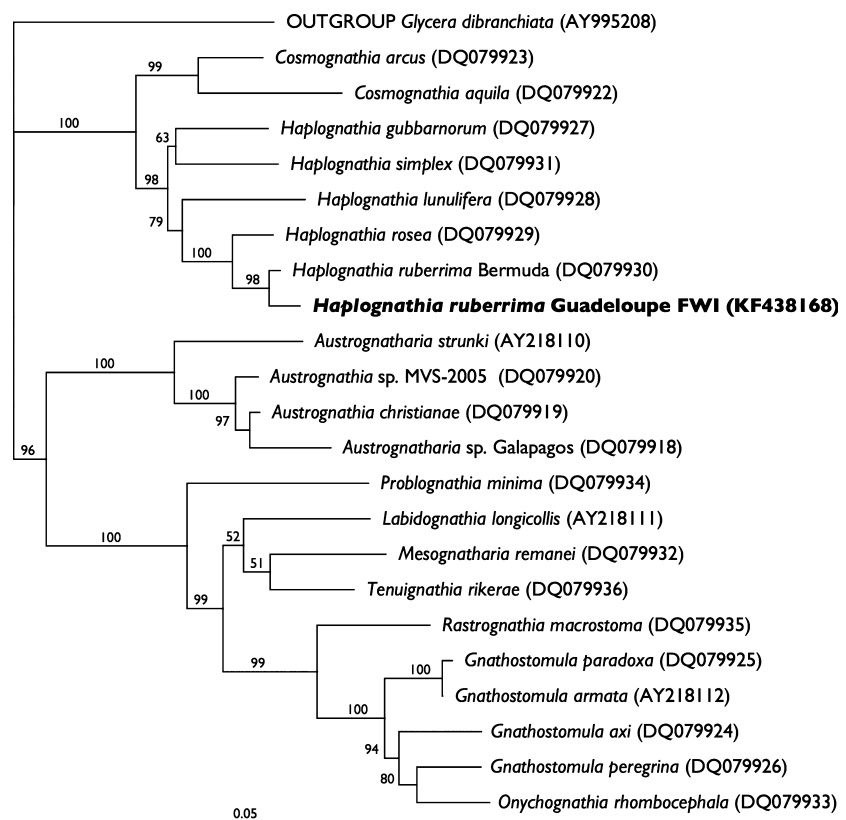 OUTGROUP Glycera dibranchiata (AY995208)
Cosmognathia arcus (DQ079923)
99
Cosmognathia aquila (DQ079922)
100
Haplognathia gubbarnorum (DQ079927)
63
Haplognathia simplex (DQ079931)
98
Haplognathia lunulifera (DQ079928)
79
Haplognathia rosea (DQ079929)
100
Haplognathia ruberrima Bermuda (DQ079930)
98
Haplognathia ruberrima Guadeloupe FWI (KF438168)
Austrognatharia strunki (AY218110)
100
Austrognathia sp. MVS-2005 (DQ079920)
100
Austrognathia christianae (DQ079919)
97
Austrognatharia sp. Galapagos (DQ079918)
96
Problognathia minima (DQ079934)
Labidognathia longicollis (AY218111)
100
52
Mesognatharia remanei (DQ079932)
51
Tenuignathia rikerae (DQ079936)
99
Rastrognathia macrostoma (DQ079935)
99
Gnathostomula paradoxa (DQ079925)
100
Gnathostomula armata (AY218112)
100
Gnathostomula axi (DQ079924)
94
Gnathostomula peregrina (DQ079926)
80
Onychognathia rhombocephala (DQ079933)
0.05